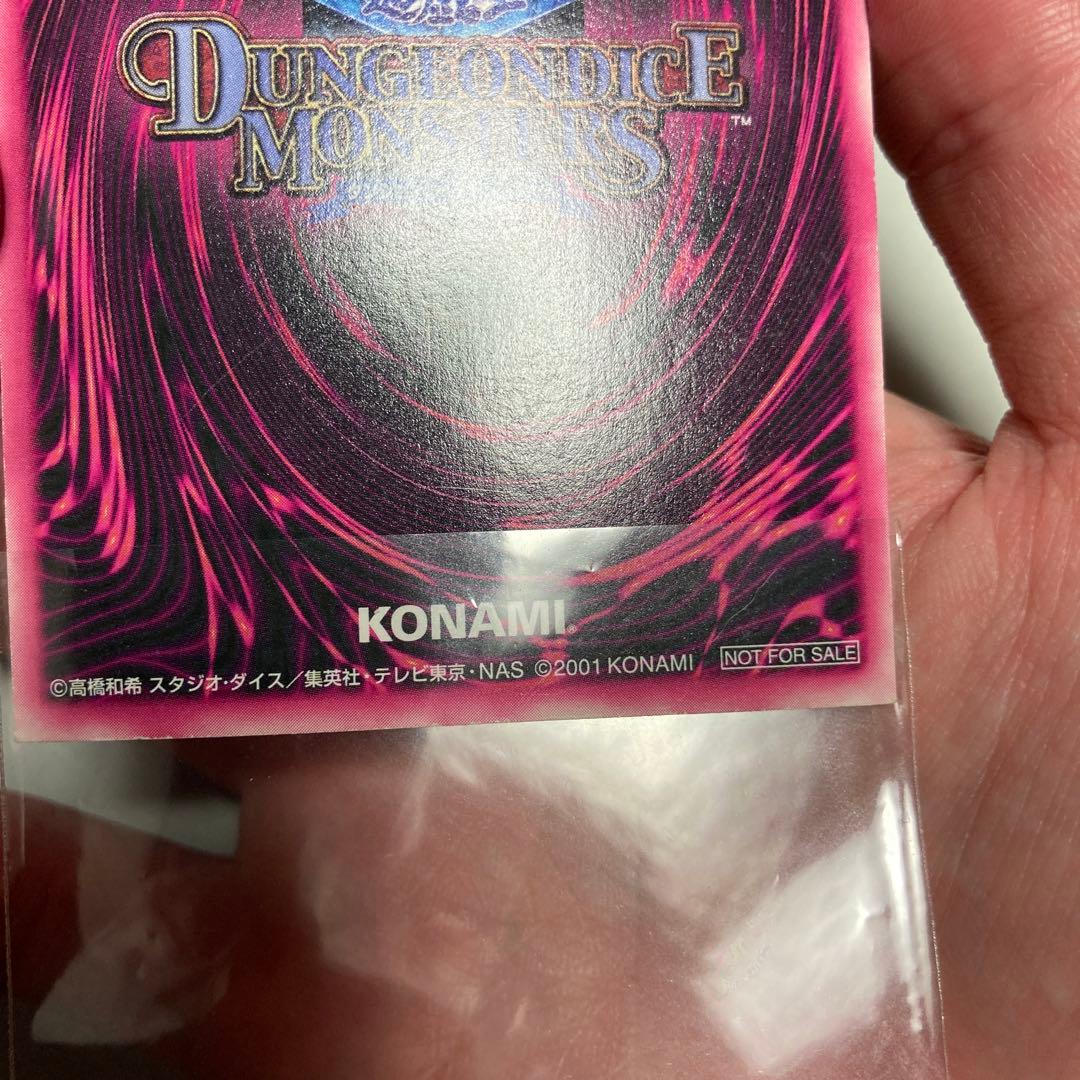 DUNGEONDICE
MONSTERS
TM
KONAMI®
©高橋和希 スタジオ・ダイス／集英社・テレビ東京・NAS ©2001 KONAMI
NOT FOR SALE